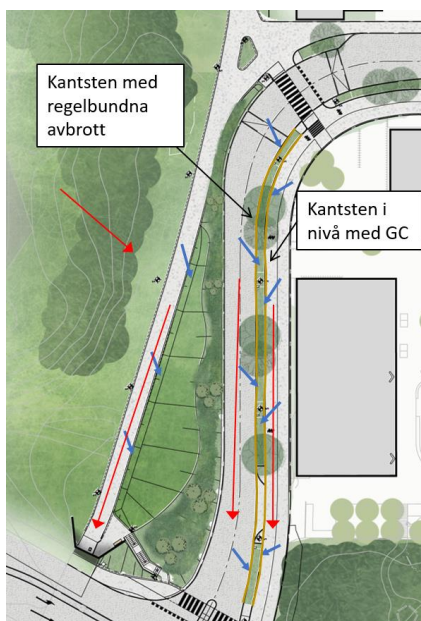 Kantsten med
regelbundna
avbrott
Kantsten i
nivå med GC